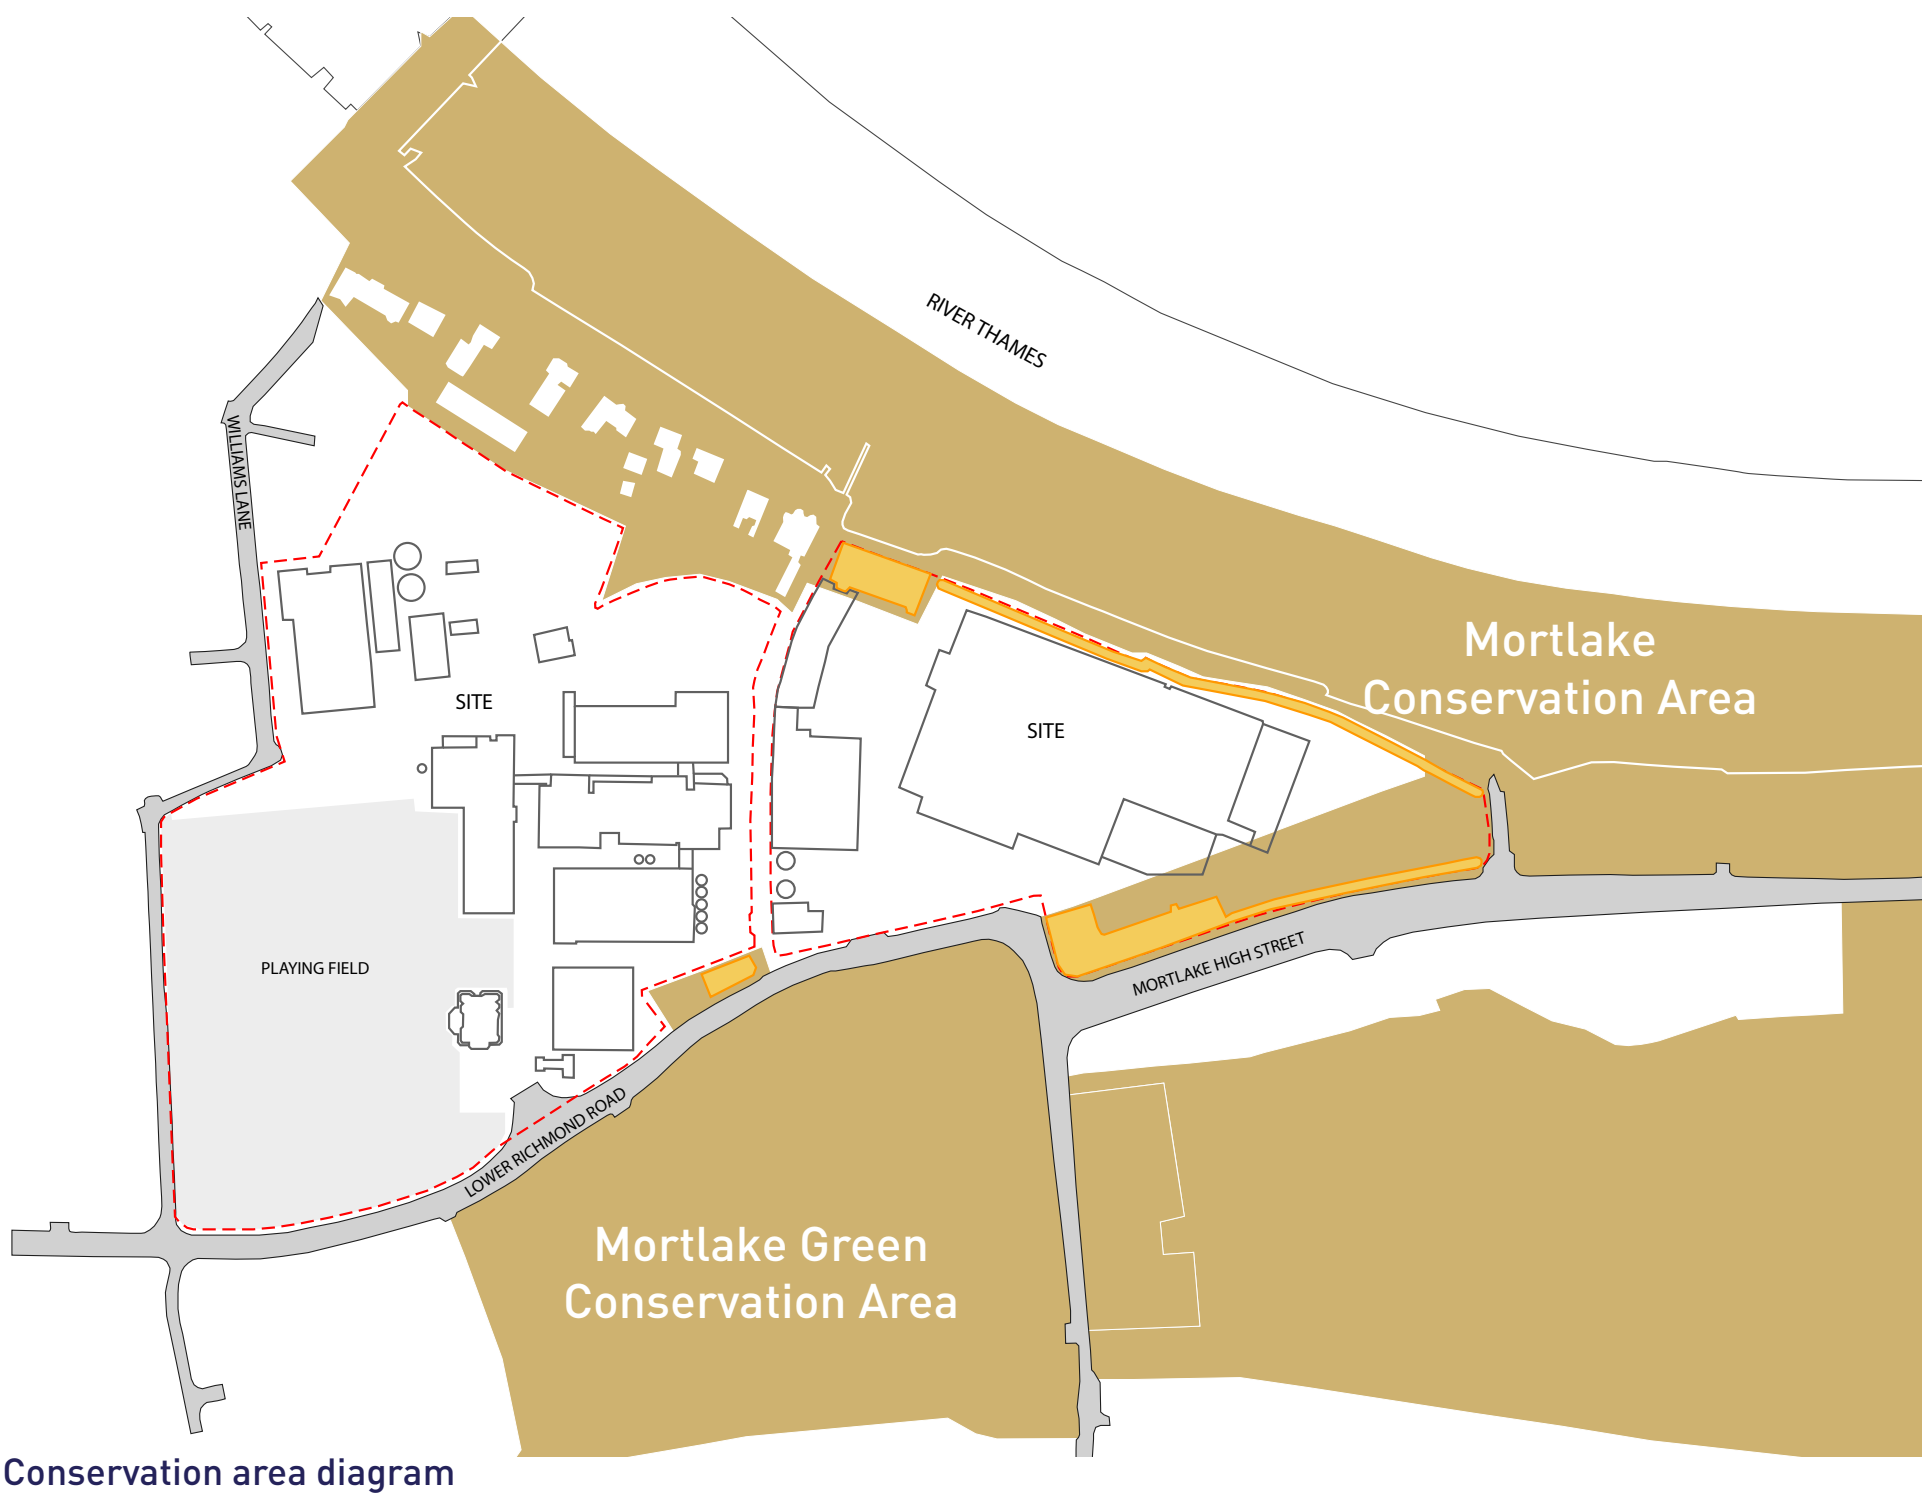 RIVER THAMES
WILLIAMS LANE
Mortlake
Conservation Area
SITE
SITE
PLAYING FIELD
MORTLAKE HIGH STREET
LOWER RICHMOND ROAD
Mortlake Green
Conservation Area
Conservation area diagram